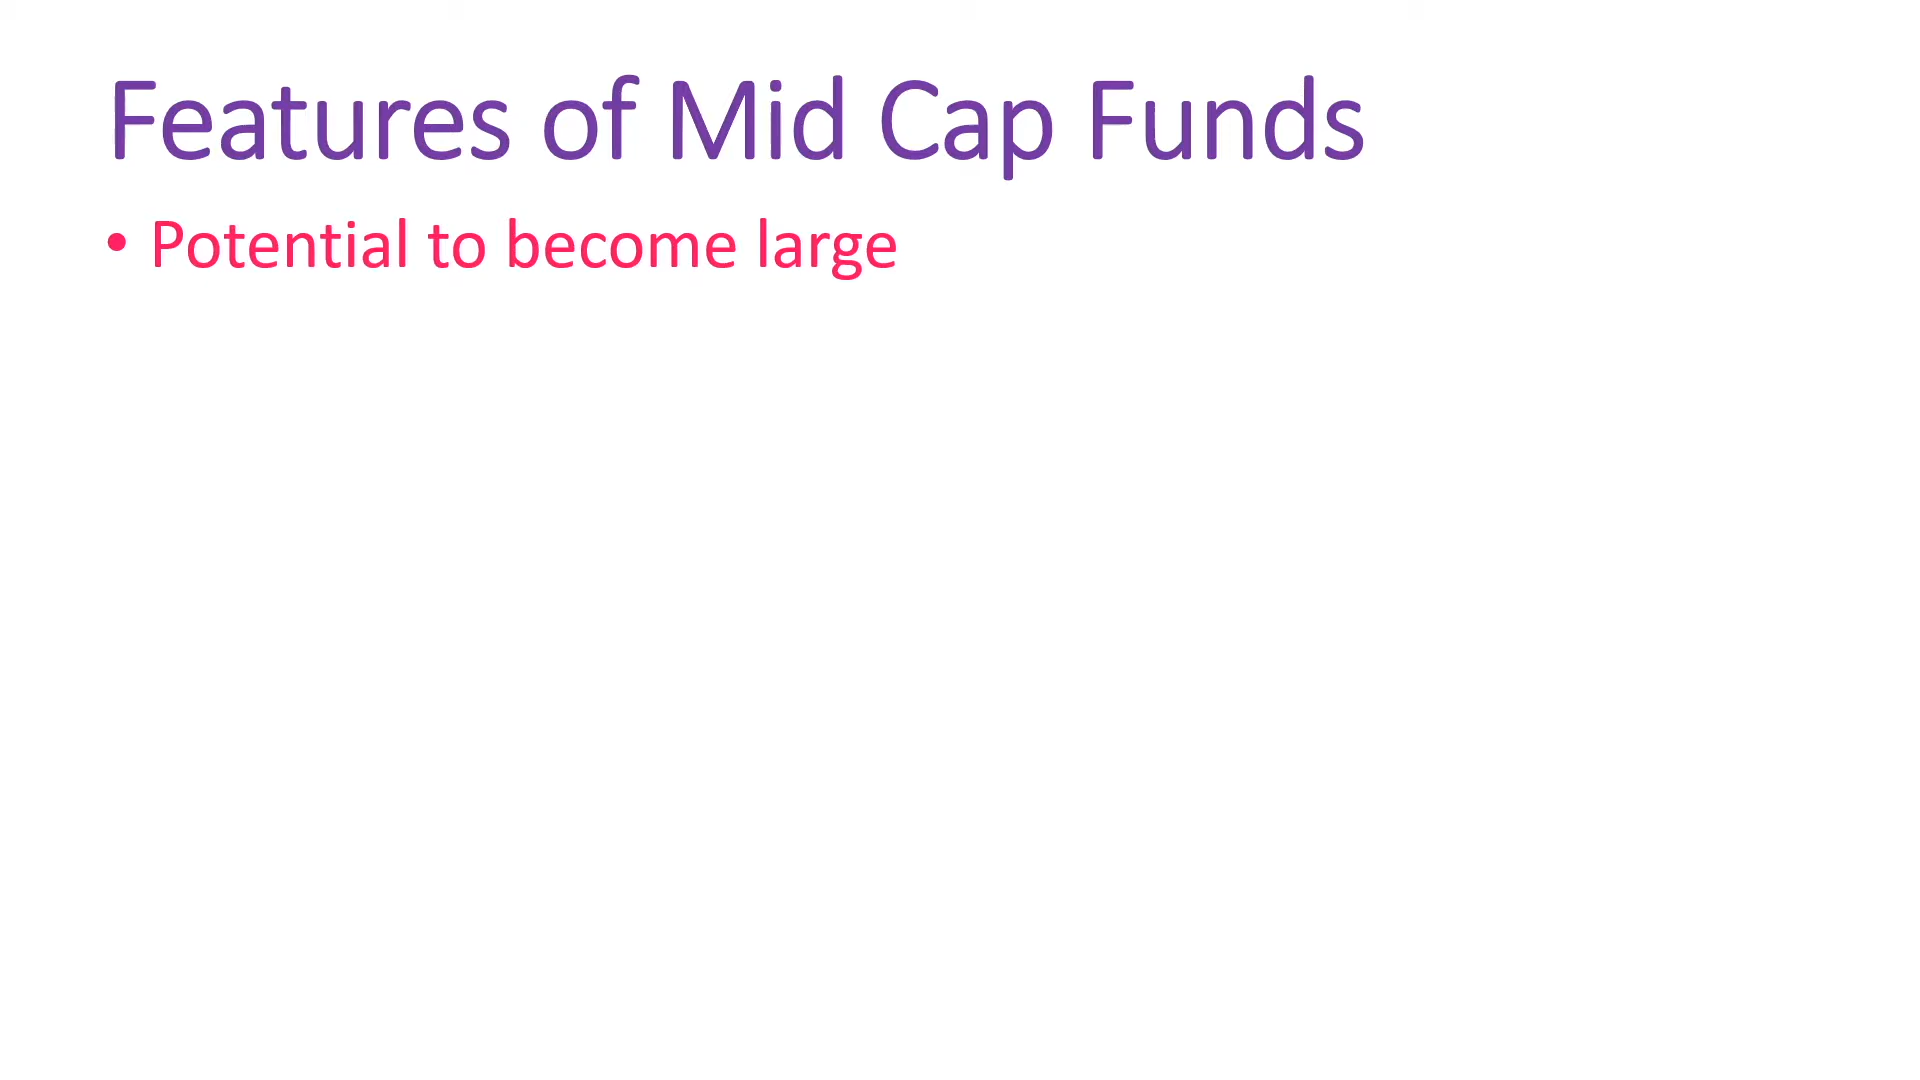 Features of Mid Cap Funds
• Potential to become large